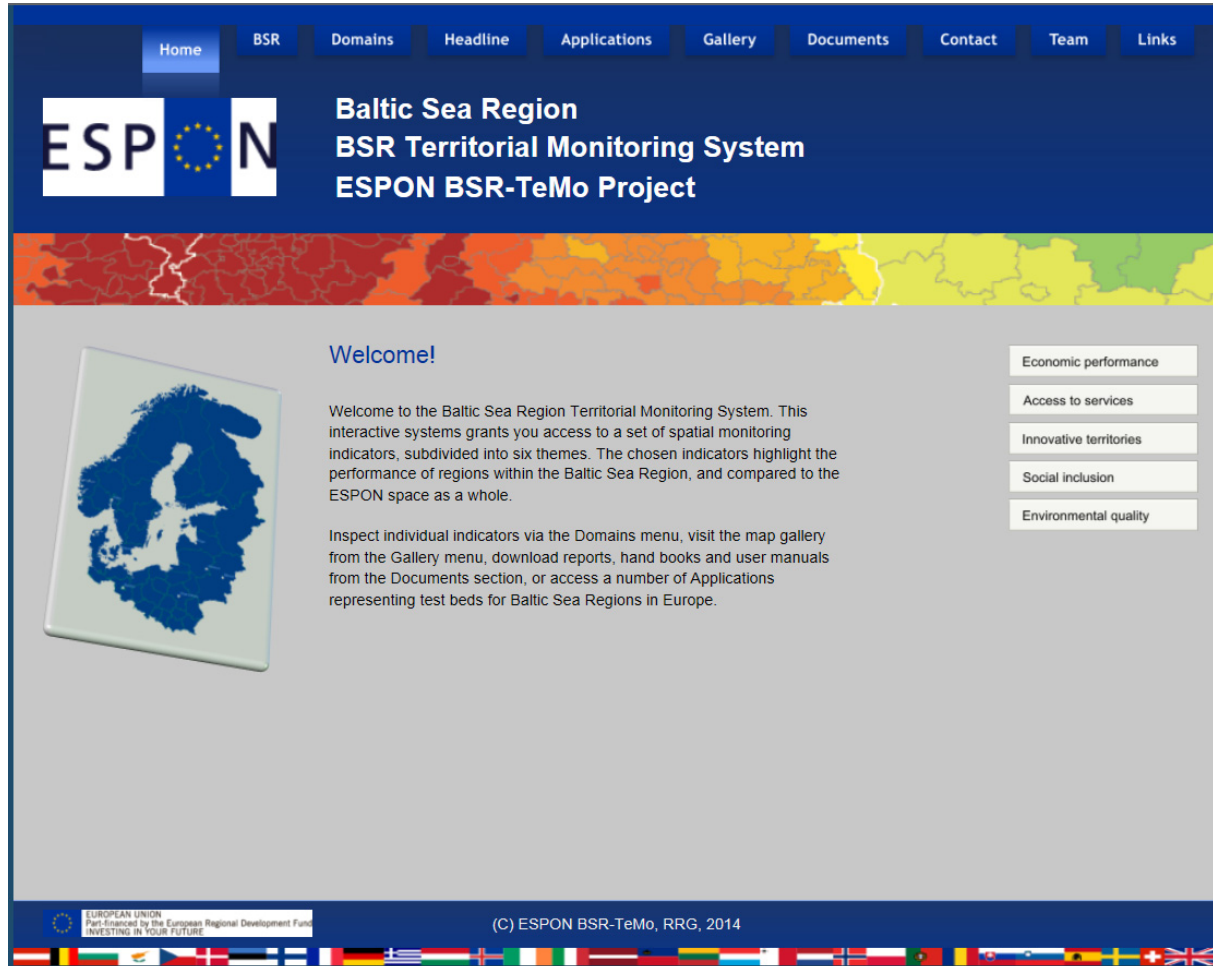 Home BSR Domains Headline Applications Gallery Documents Contact Team Links
ESPON
Baltic Sea Region
BSR Territorial Monitoring System
ESPON BSR-TeMo Project
Welcome!
Welcome to the Baltic Sea Region Territorial Monitoring System. This
interactive systems grants you access to a set of spatial monitoring
indicators, subdivided into six themes. The chosen indicators highlight the
performance of regions within the Baltic Sea Region, and compared to the
ESPON space as a whole.
Inspect individual indicators via the Domains menu, visit the map gallery
from the Gallery menu, download reports, hand books and user manuals
from the Documents section, or access a number of Applications
representing test beds for Baltic Sea Regions in Europe.
Economic performance
Access to services
Innovative territories
Social inclusion
Environmental quality
EUROPEAN UNION
Part-financed by the European Regional Development Fund
INVESTING IN YOUR FUTURE
(C) ESPON BSR-TeMo, RRG, 2014